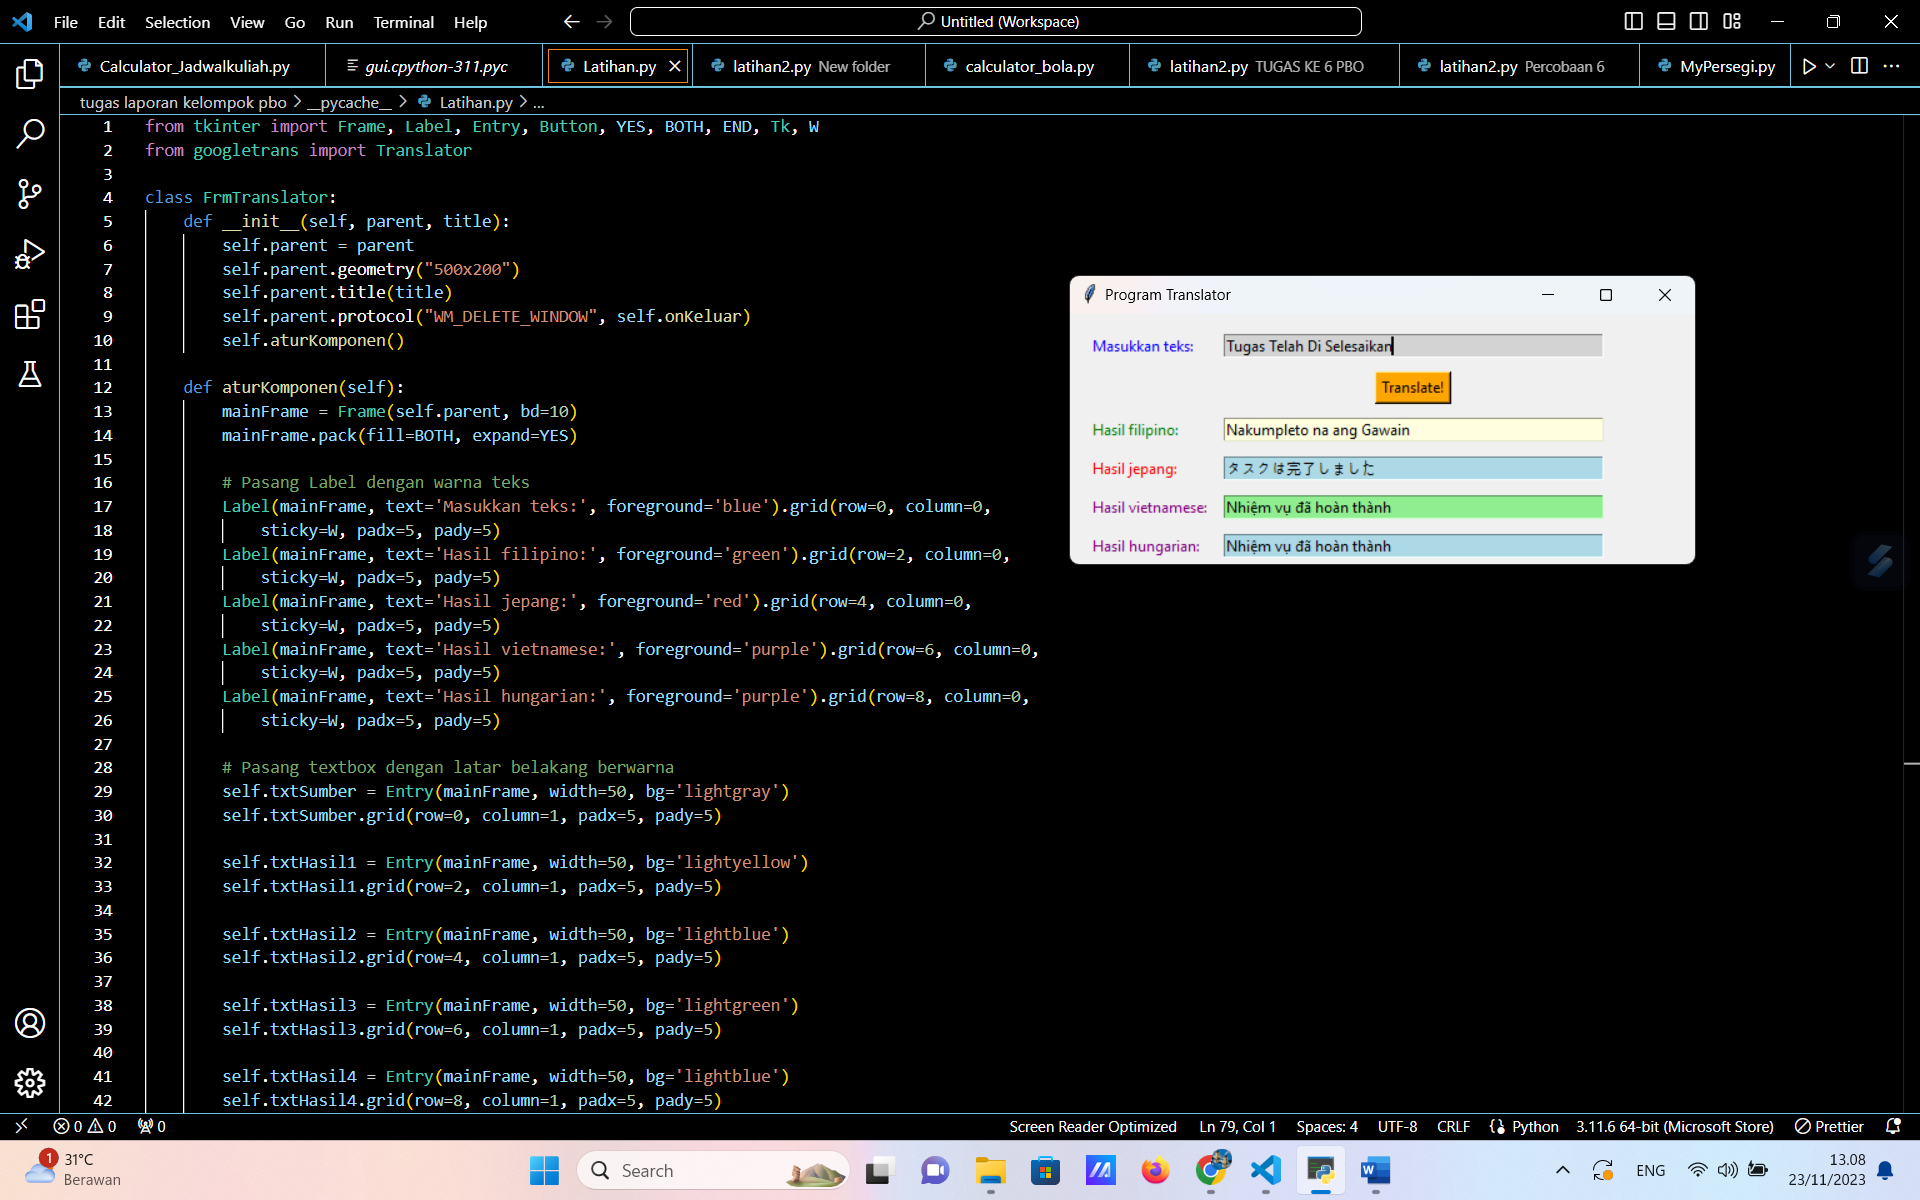 File Edit Selection View Go Run Terminal Help
Untitled (Workspace)
Calculator_Jadwalkuliah.py gui.cpython-311.pyc Latihan.py latihan2.py New folder calculator_bola.py latihan2.py TUGAS KE 6 PBO latihan2.py Percobaan 6 MyPersegi.py
tugas laporan kelompok pbo > __pycache__ > Latihan.py > ...
1 from tkinter import Frame, Label, Entry, Button, YES, BOTH, END, Tk, W
2 from googletrans import Translator
3
4 class FrmTranslator:
5 def __init__(self, parent, title):
6 self.parent = parent
7 self.parent.geometry("500x200")
8 self.parent.title(title)
9 self.parent.protocol("WM_DELETE_WINDOW", self.onKeluar)
10 self.aturKomponen()
11
12 def aturKomponen(self):
13 mainFrame = Frame(self.parent, bd=10)
14 mainFrame.pack(fill=BOTH, expand=YES)
15
16 # Pasang Label dengan warna teks
17 Label(mainFrame, text='Masukkan teks:', foreground='blue').grid(row=0, column=0,
18 sticky=W, padx=5, pady=5)
19 Label(mainFrame, text='Hasil filipino:', foreground='green').grid(row=2, column=0,
20 sticky=W, padx=5, pady=5)
21 Label(mainFrame, text='Hasil jepang:', foreground='red').grid(row=4, column=0,
22 sticky=W, padx=5, pady=5)
23 Label(mainFrame, text='Hasil vietnamese:', foreground='purple').grid(row=6, column=0,
24 sticky=W, padx=5, pady=5)
25 Label(mainFrame, text='Hasil hungarian:', foreground='purple').grid(row=8, column=0,
26 sticky=W, padx=5, pady=5)
27
28 # Pasang textbox dengan latar belakang berwarna
29 self.txtSumber = Entry(mainFrame, width=50, bg='lightgray')
30 self.txtSumber.grid(row=0, column=1, padx=5, pady=5)
31
32 self.txtHasil1 = Entry(mainFrame, width=50, bg='lightyellow')
33 self.txtHasil1.grid(row=2, column=1, padx=5, pady=5)
34
35 self.txtHasil2 = Entry(mainFrame, width=50, bg='lightblue')
36 self.txtHasil2.grid(row=4, column=1, padx=5, pady=5)
37
38 self.txtHasil3 = Entry(mainFrame, width=50, bg='lightgreen')
39 self.txtHasil3.grid(row=6, column=1, padx=5, pady=5)
40
41 self.txtHasil4 = Entry(mainFrame, width=50, bg='lightblue')
42 self.txtHasil4.grid(row=8, column=1, padx=5, pady=5)
Program Translator
Masukkan teks: Tugas Telah Di Selesaikan
Translate!
Hasil filipino: Nakumpleto na ang Gawain
Hasil jepang: タスクは完了しました
Hasil vietnamese: Nhiệm vụ đã hoàn thành
Hasil hungarian: Nhiệm vụ đã hoàn thành
0 0 0 Screen Reader Optimized Ln 79, Col 1 Spaces: 4 UTF-8 CRLF Python 3.11.6 64-bit (Microsoft Store) Prettier
1 31°C
Berawan
Search
ENG
13.08
23/11/2023